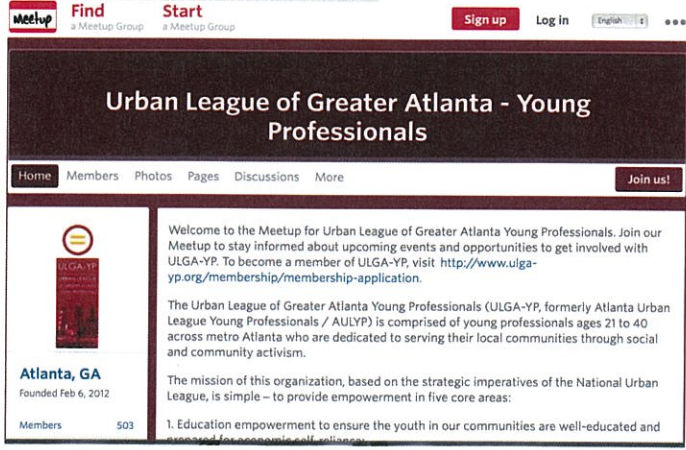 Meetup
Find
a Meetup Group
Start
a Meetup Group
Sign up
Log in
English
Urban League of Greater Atlanta - Young
Professionals
Home
Members
Photos
Pages
Discussions
More
Join us!
ULGA-YP
Atlanta, GA
Founded Feb 6, 2012
Members 503
Welcome to the Meetup for Urban League of Greater Atlanta Young Professionals. Join our
Meetup to stay informed about upcoming events and opportunities to get involved with
ULGA-YP. To become a member of ULGA-YP, visit http://www.ulga-
yp.org/membership/membership-application.
The Urban League of Greater Atlanta Young Professionals (ULGA-YP, formerly Atlanta Urban
League Young Professionals / AULYP) is comprised of young professionals ages 21 to 40
across metro Atlanta who are dedicated to serving their local communities through social
and community activism.
The mission of this organization, based on the strategic imperatives of the National Urban
League, is simple – to provide empowerment in five core areas:
1. Education empowerment to ensure the youth in our communities are well-educated and
prepared for economic self-reliance;